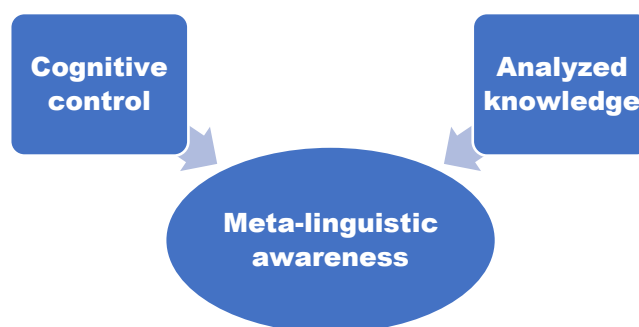 Cognitive
control
Analyzed
knowledge
Meta-linguistic
awareness